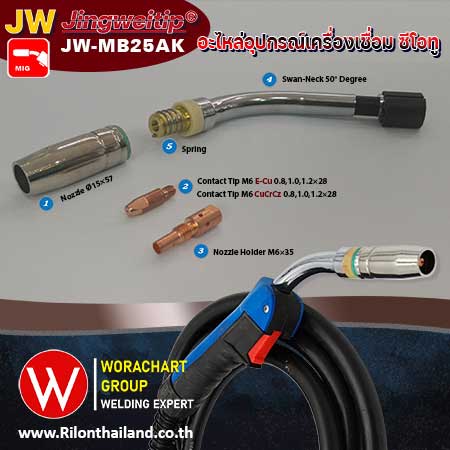 JW Jingweitip®
MIG JW-MB25AK อะไหล่อุปกรณ์เครื่องเชื่อม ซีโอทู
4 Swan-Neck 50° Degree
5 Spring
1 Nozzle Ø15×57
2 Contact Tip M6 E-Cu 0.8,1.0,1.2×28
Contact Tip M6 CuCrCz 0.8,1.0,1.2×28
3 Nozzle Holder M6×35
W WORACHART
GROUP
WELDING EXPERT
www.Rilonthailand.co.th